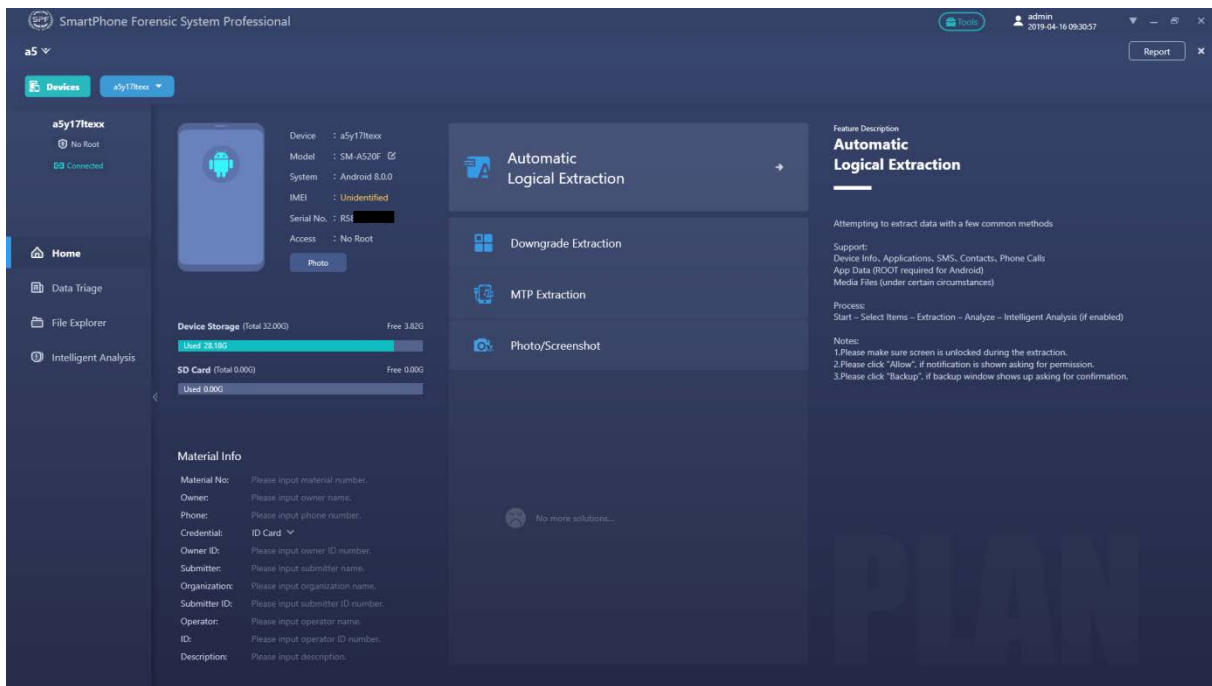 SPF SmartPhone Forensic System Professional
Tools
admin
2019-04-16 09:30:57
a5
Report
Devices
a5y17ltexx
a5y17ltexx
No Root
Connected
Home
Data Triage
File Explorer
Intelligent Analysis
Device : a5y17ltexx
Model : SM-A520F
System : Android 8.0.0
IMEI : Unidentified
Serial No. : R58
Access : No Root
Photo
Device Storage (Total 32.00G) Free 3.82G
Used 28.18G
SD Card (Total 0.00G) Free 0.00G
Used 0.00G
Material Info
Material No: Please input material number.
Owner: Please input owner name.
Phone: Please input phone number.
Credential: ID Card
Owner ID: Please input owner ID number.
Submitter: Please input submitter name.
Organization: Please input organization name.
Submitter ID: Please input submitter ID number.
Operator: Please input operator name.
ID: Please input operator ID number.
Description: Please input description.
Automatic
Logical Extraction
Downgrade Extraction
MTP Extraction
Photo/Screenshot
No more solutions...
Feature Description
Automatic
Logical Extraction
Attempting to extract data with a few common methods
Support:
Device Info、Applications、SMS、Contacts、Phone Calls
App Data (ROOT required for Android)
Media Files (under certain circumstances)
Process:
Start – Select Items – Extraction – Analyze – Intelligent Analysis (if enabled)
Notes:
1.Please make sure screen is unlocked during the extraction.
2.Please click "Allow", if notification is shown asking for permission.
3.Please click "Backup", if backup window shows up asking for confirmation.
PLAN